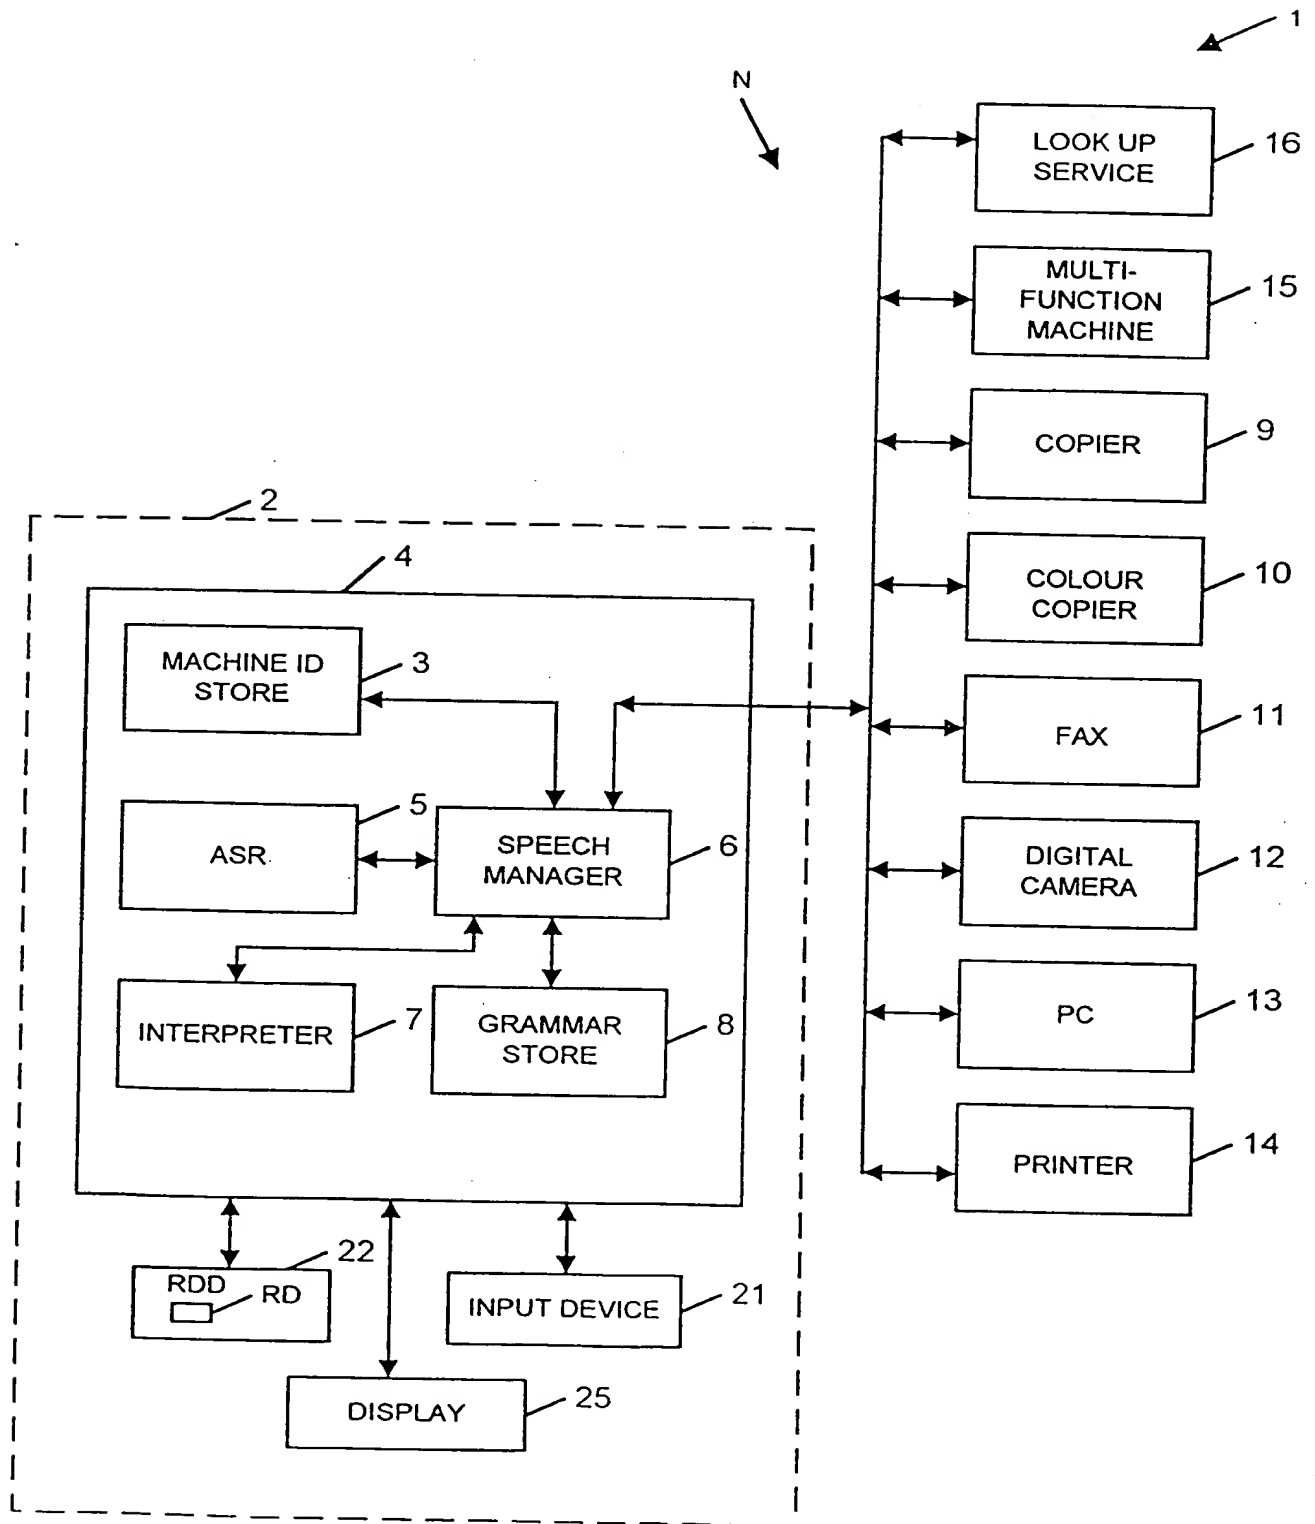 1
N
LOOK UP
SERVICE
16
MULTI-
FUNCTION
MACHINE
15
COPIER
9
COLOUR
COPIER
10
FAX
11
DIGITAL
CAMERA
12
PC
13
PRINTER
14
2
4
MACHINE ID
STORE
3
ASR
5
SPEECH
MANAGER
6
INTERPRETER
7
GRAMMAR
STORE
8
22
RDD
RD
INPUT DEVICE
21
DISPLAY
25